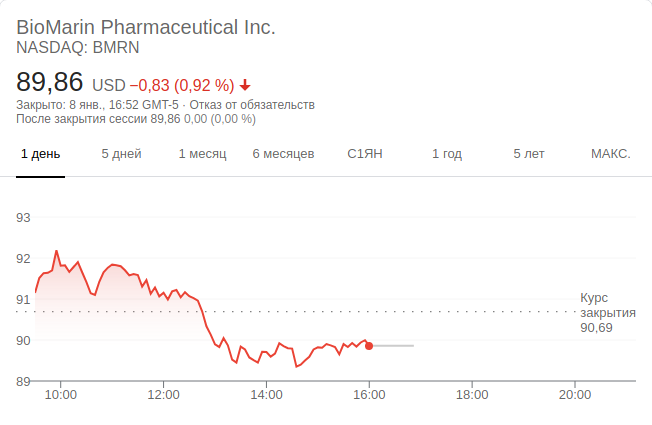 BioMarin Pharmaceutical Inc.
NASDAQ: BMRN
89,86 USD −0,83 (0,92 %)
Закрыто: 8 янв., 16:52 GMT-5 · Отказ от обязательств
После закрытия сессии 89,86 0,00 (0,00 %)
1 день 5 дней 1 месяц 6 месяцев С1ЯН 1 год 5 лет МАКС.
93
92
91
Курс
закрытия
90,69
90
89
10:00 12:00 14:00 16:00 18:00 20:00